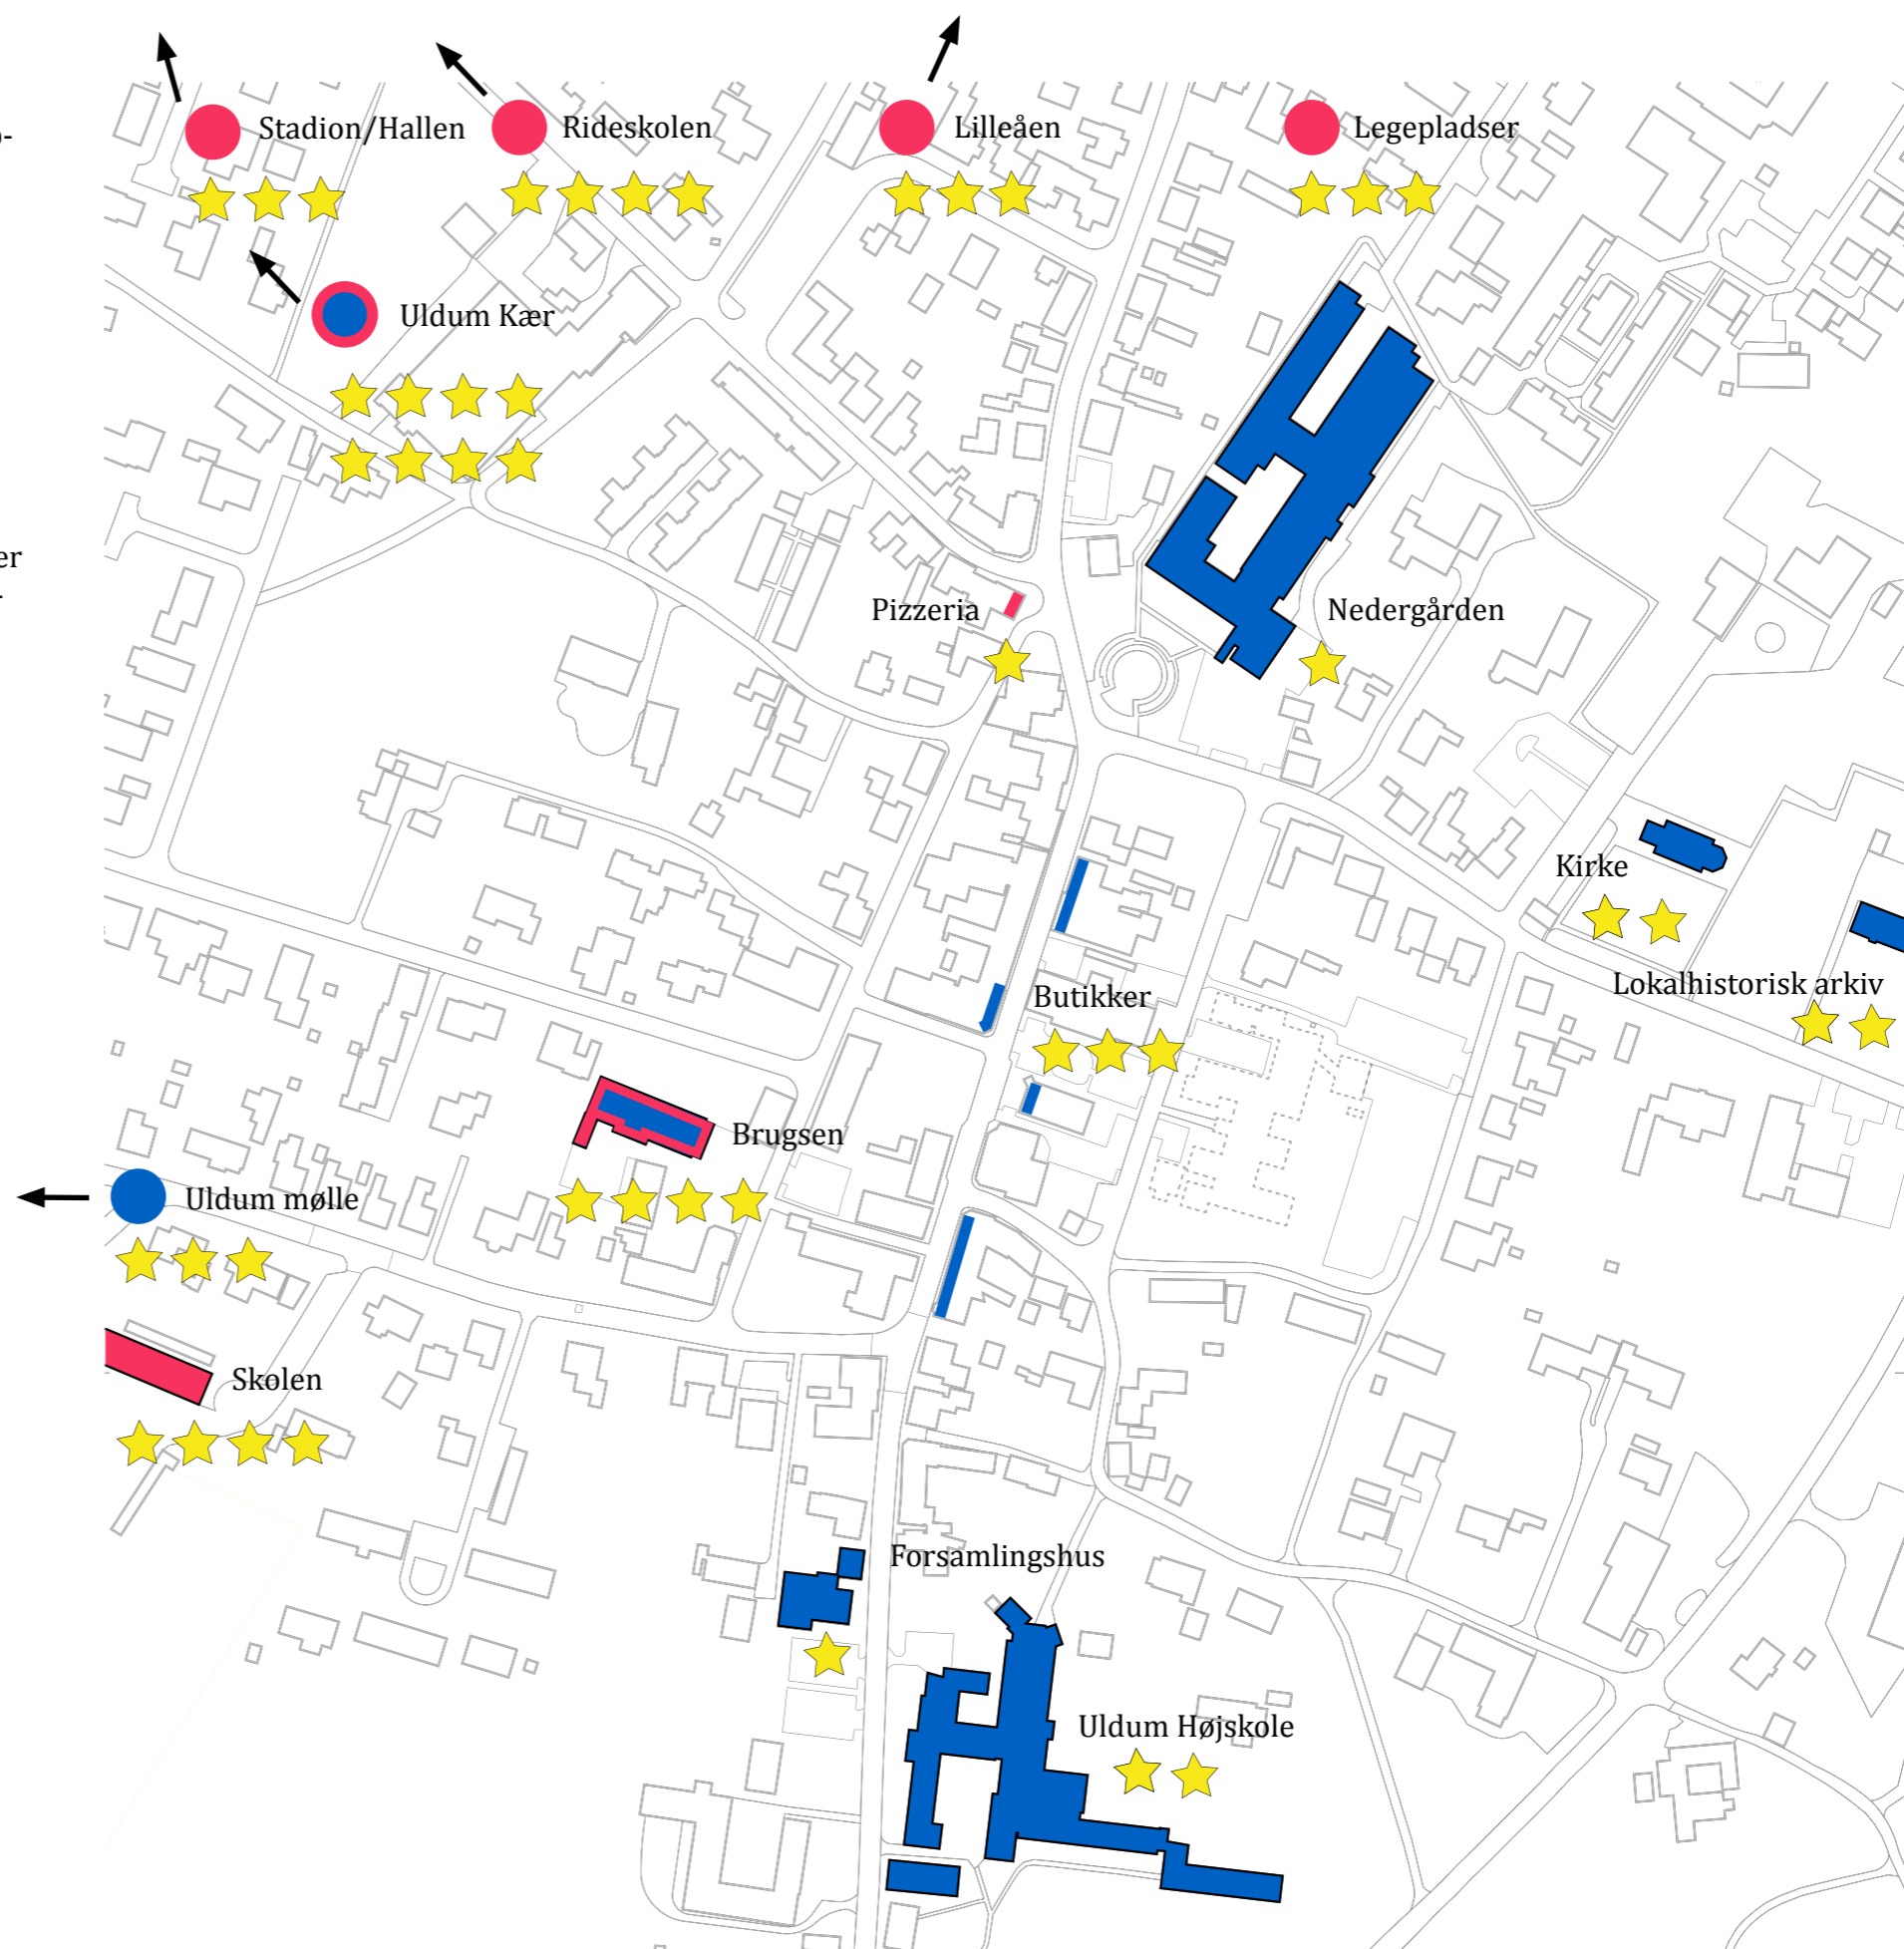 Stadion/Hallen
Rideskolen
Lilleåen
Legepladser
Uldum Kær
er
Pizzeria
Nedergården
Kirke
Lokalhistorisk arkiv
Butikker
Brugsen
Uldum mølle
Skolen
Forsamlingshus
Uldum Højskole